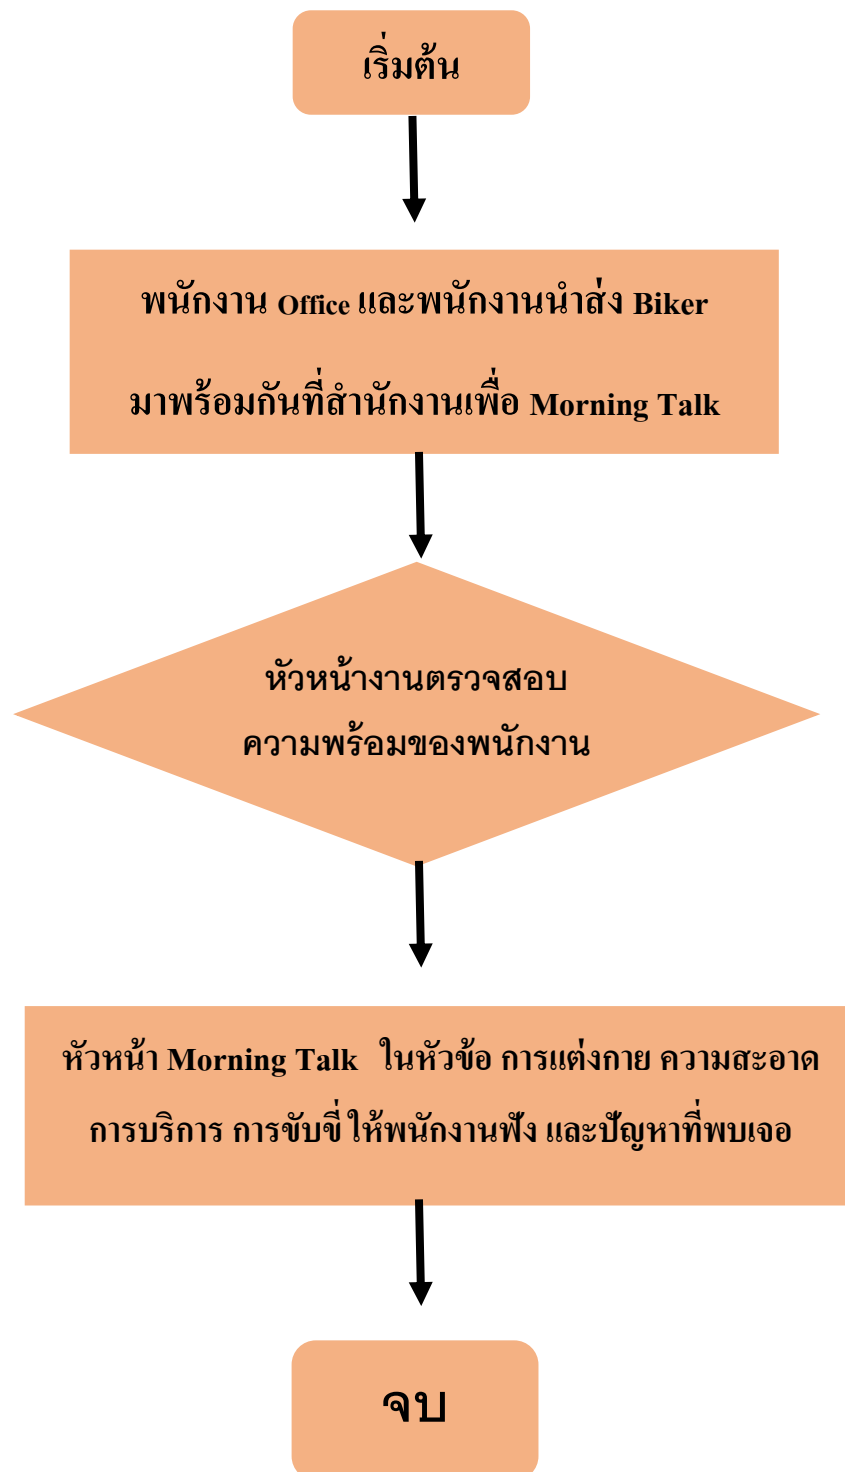 เริ่มต้น
พนักงาน Office และพนักงานนำส่ง Biker
มาพร้อมกันที่สำนักงานเพื่อ Morning Talk
หัวหน้างานตรวจสอบ
ความพร้อมของพนักงาน
หัวหน้า Morning Talk ในหัวข้อ การแต่งกาย ความสะอาด
การบริการ การขับขี่ ให้พนักงานฟัง และปัญหาที่พบเจอ
จบ